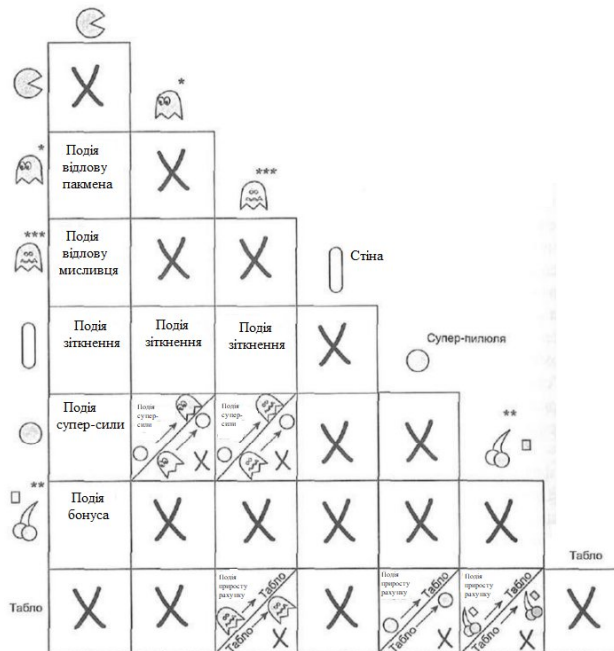 *
Подія
відлову
пакмена
*
***
Подія
відлову
мисливця
***
Стіна
Подія
зіткнення
Подія
зіткнення
Подія
зіткнення
Супер-пилюля
Подія
супер-сили
Подія
супер-
сили
Подія
супер-
сили
**
**
Подія
бонуса
Табло
Табло
Подія
приросту
рахунку
Табло
Табло
Подія
приросту
рахунку
Табло
Табло
Подія
приросту
рахунку
Табло
Табло